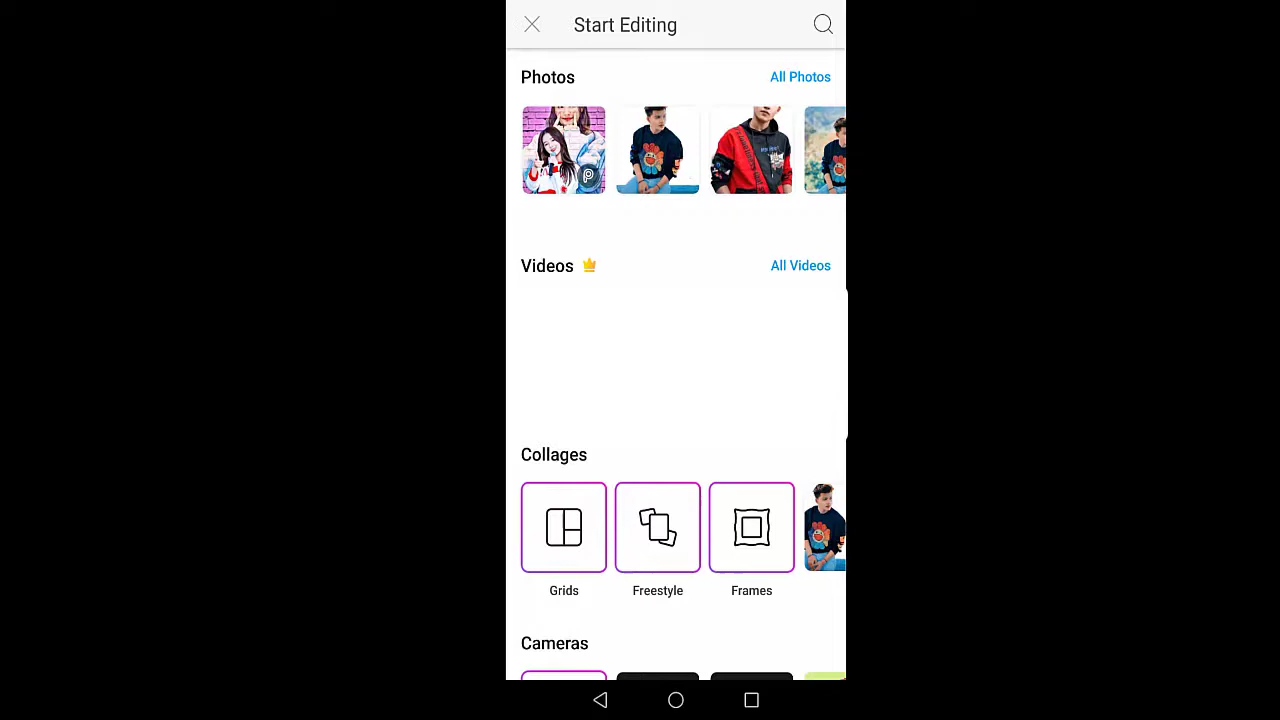 Start Editing
Photos
All Photos
Videos
All Videos
Collages
Grids
Freestyle
Frames
Cameras